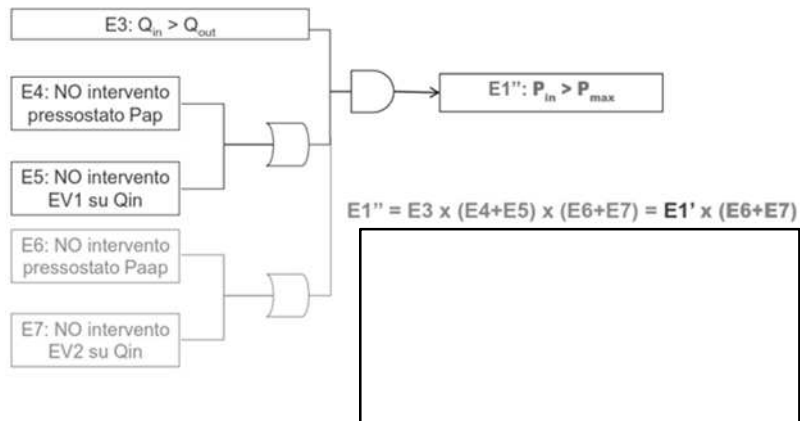 E3: Qin > Qout
E4: NO intervento
pressostato Pap
E1”: Pin > Pmax
E5: NO intervento
EV1 su Qin
E1” = E3 x (E4+E5) x (E6+E7) = E1’ x (E6+E7)
E6: NO intervento
pressostato Paap
E7: NO intervento
EV2 su Qin